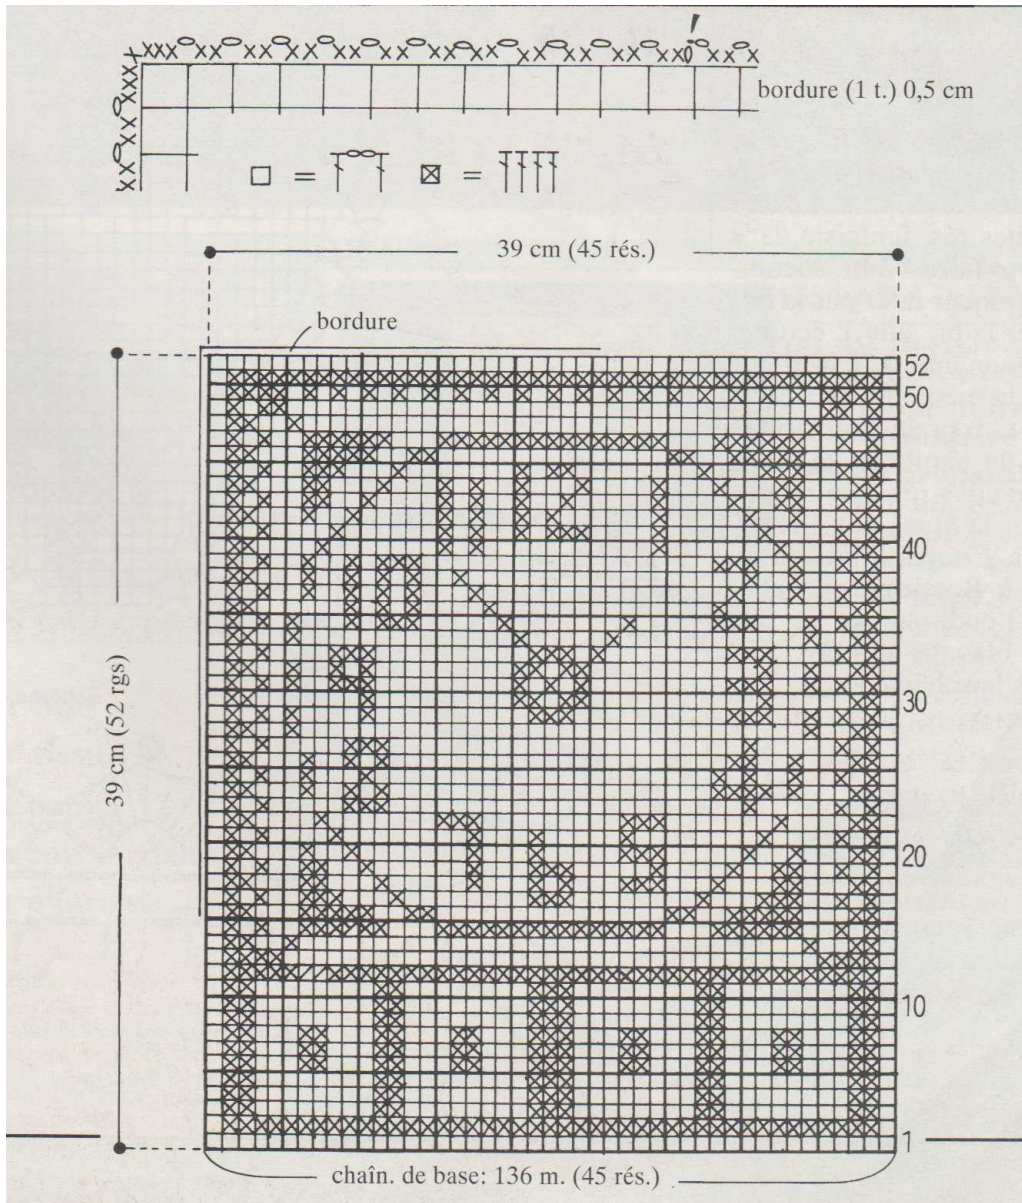 bordure (1 t.) 0,5 cm
=
=
39 cm (45 rés.)
bordure
52
50
40
39 cm (52 rgs)
30
20
10
1
chaîn. de base: 136 m. (45 rés.)